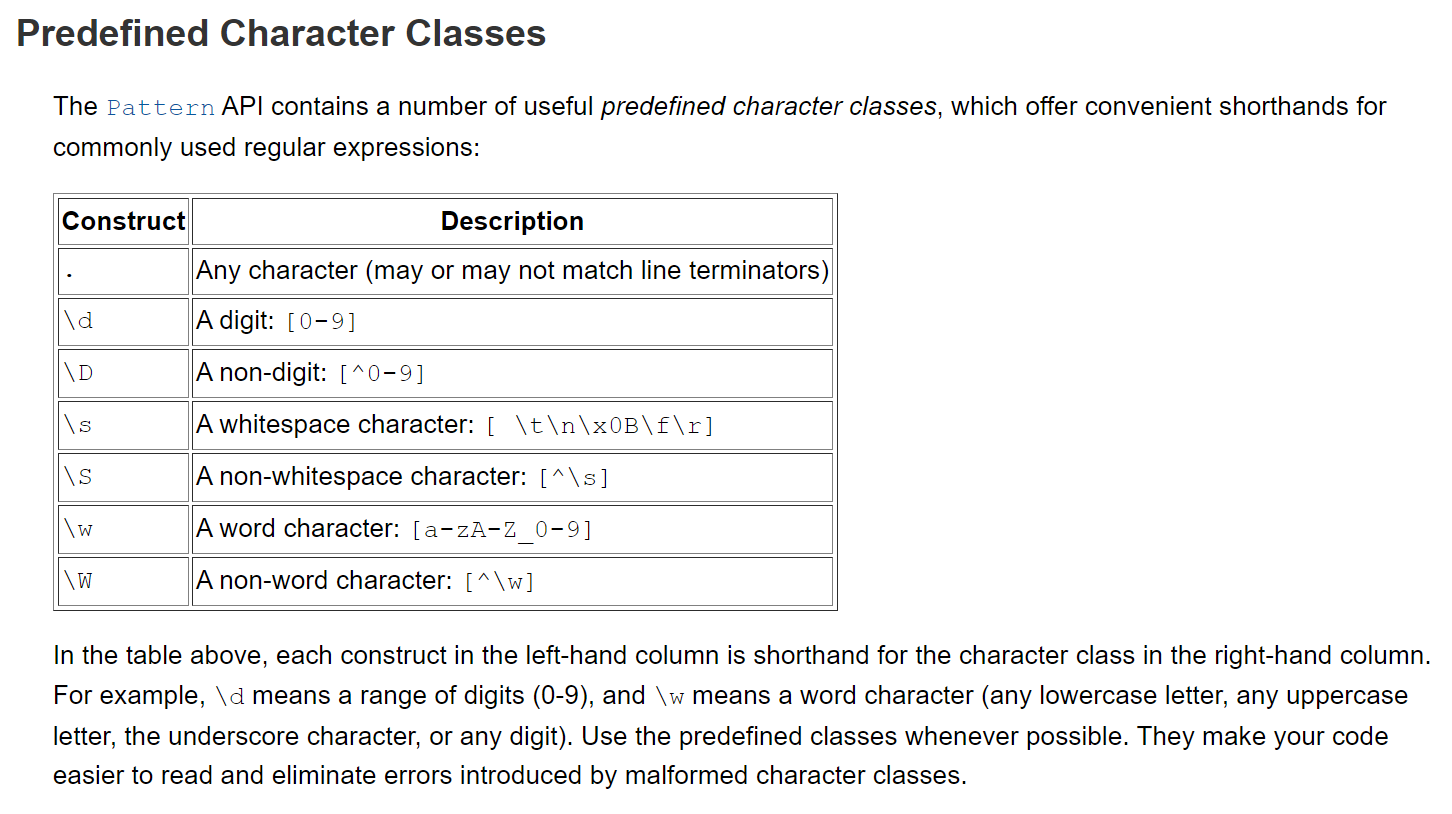 Predefined Character Classes
The Pattern API contains a number of useful predefined character classes, which offer convenient shorthands for
commonly used regular expressions:
Construct Description
. Any character (may or may not match line terminators)
\d A digit: [0-9]
\D A non-digit: [^0-9]
\s A whitespace character: [ \t\n\x0B\f\r]
\S A non-whitespace character: [^\s]
\w A word character: [a-zA-Z_0-9]
\W A non-word character: [^\w]
In the table above, each construct in the left-hand column is shorthand for the character class in the right-hand column.
For example, \d means a range of digits (0-9), and \w means a word character (any lowercase letter, any uppercase
letter, the underscore character, or any digit). Use the predefined classes whenever possible. They make your code
easier to read and eliminate errors introduced by malformed character classes.